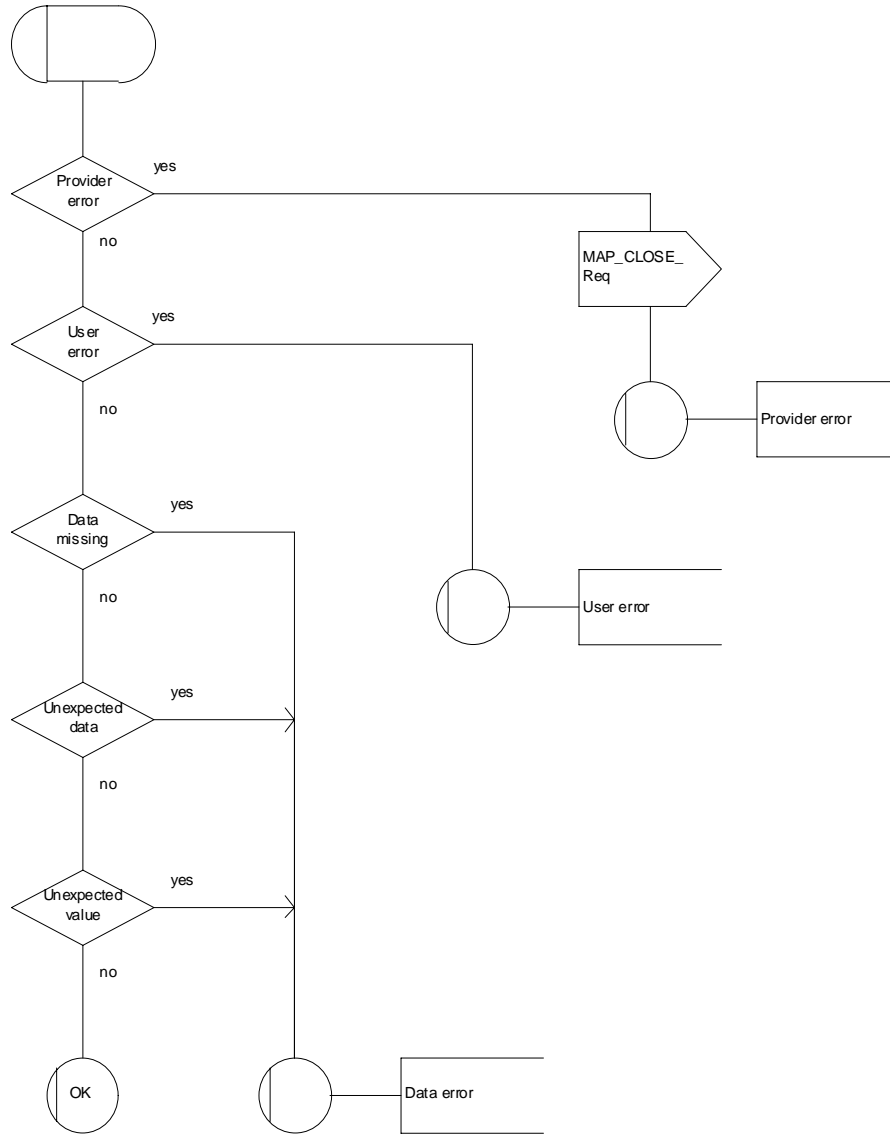 yes
Provider
error
no
MAP_CLOSE_
Req
yes
User
error
no
Provider error
yes
Data
missing
no
User error
yes
Unexpected
data
no
yes
Unexpected
value
no
OK
Data error